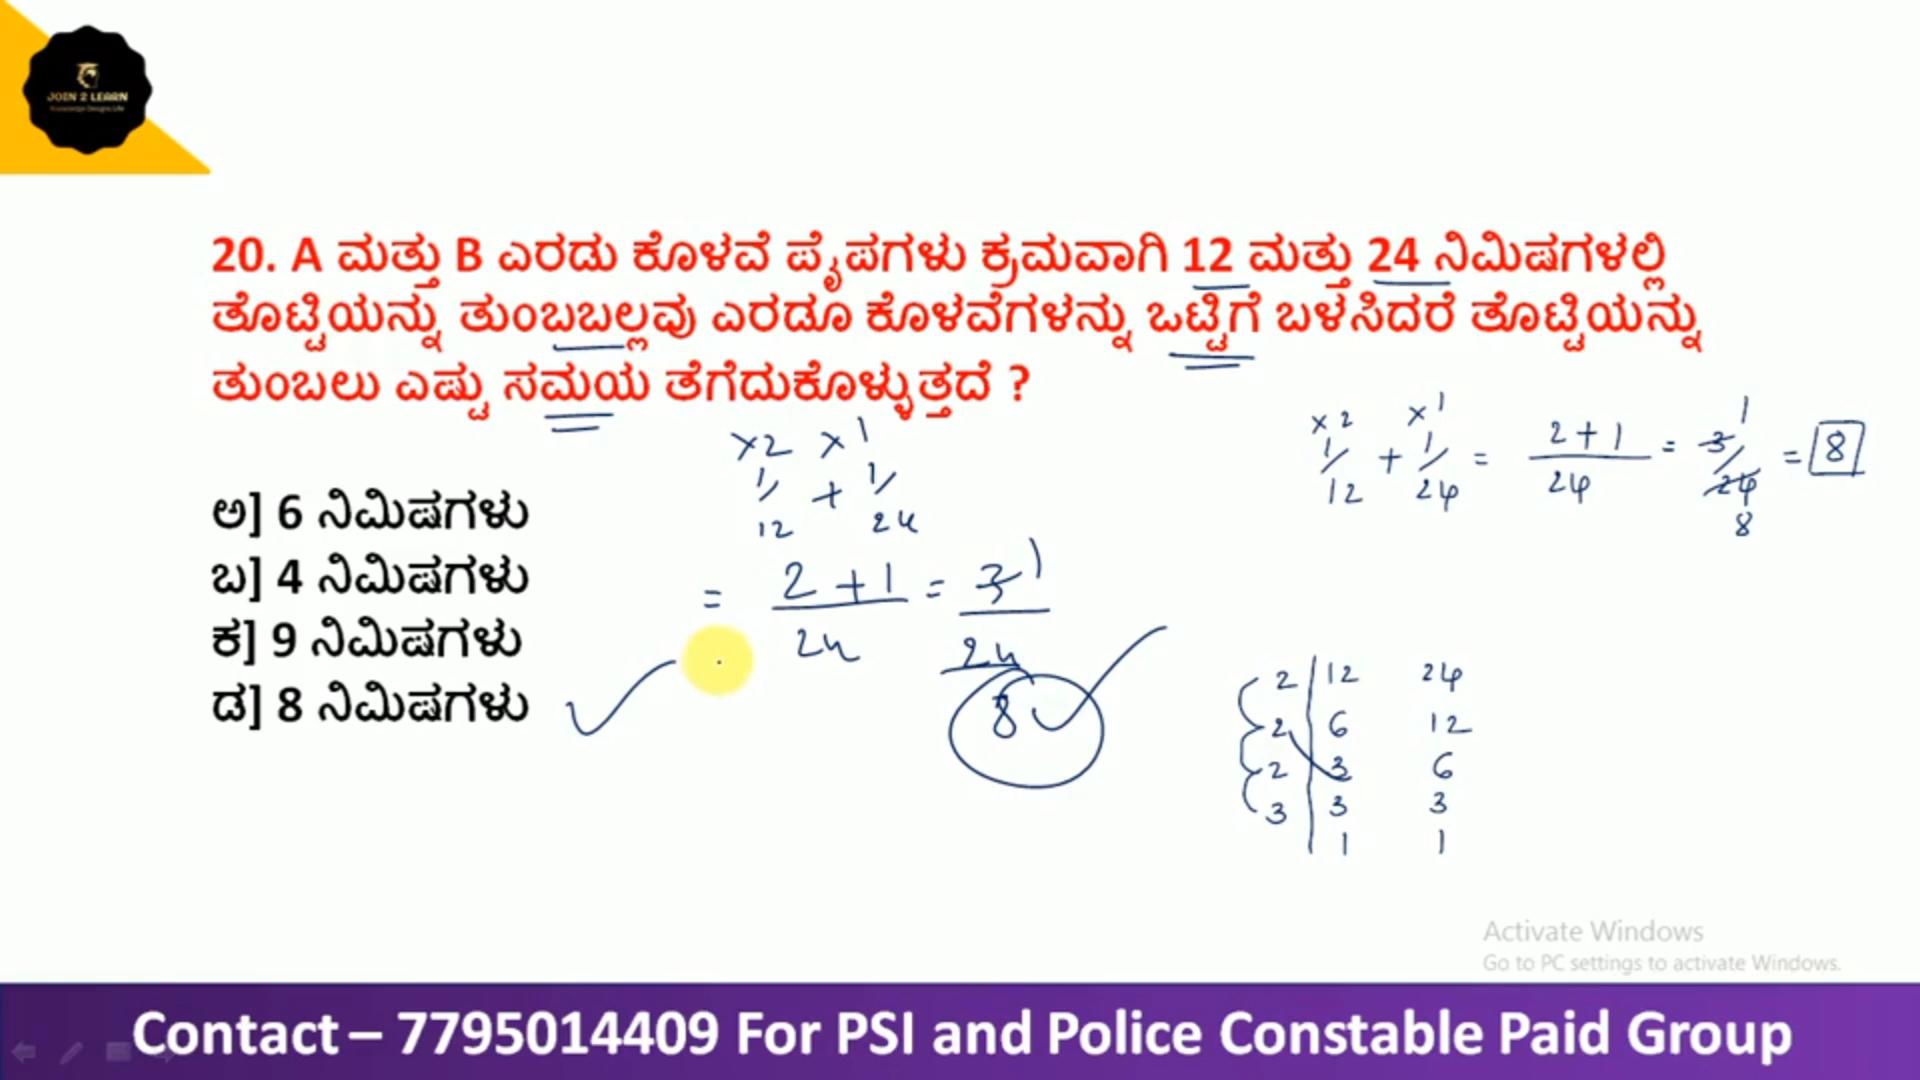 JOIN 2 LEARN
20. A ಮತ್ತು B ಎರಡು ಕೊಳವೆ ಪೈಪಗಳು ಕ್ರಮವಾಗಿ 12 ಮತ್ತು 24 ನಿಮಿಷಗಳಲ್ಲಿ
ತೊಟ್ಟಿಯನ್ನು ತುಂಬಬಲ್ಲವು ಎರಡೂ ಕೊಳವೆಗಳನ್ನು ಒಟ್ಟಿಗೆ ಬಳಸಿದರೆ ತೊಟ್ಟಿಯನ್ನು
ತುಂಬಲು ಎಷ್ಟು ಸಮಯ ತೆಗೆದುಕೊಳ್ಳುತ್ತದೆ ?
ಅ] 6 ನಿಮಿಷಗಳು
ಬ] 4 ನಿಮಿಷಗಳು
ಕ] 9 ನಿಮಿಷಗಳು
ಡ] 8 ನಿಮಿಷಗಳು
×2 ×1
1/12 + 1/24
= 2+1/24 = 3/24 1
8
×2 ×1
1/12 + 1/24 = 2+1/24 = 3/24 1 = 8
8
2 12 24
2 6 12
2 3 6
3 3 3
1 1
Activate Windows
Go to PC settings to activate Windows.
Contact – 7795014409 For PSI and Police Constable Paid Group